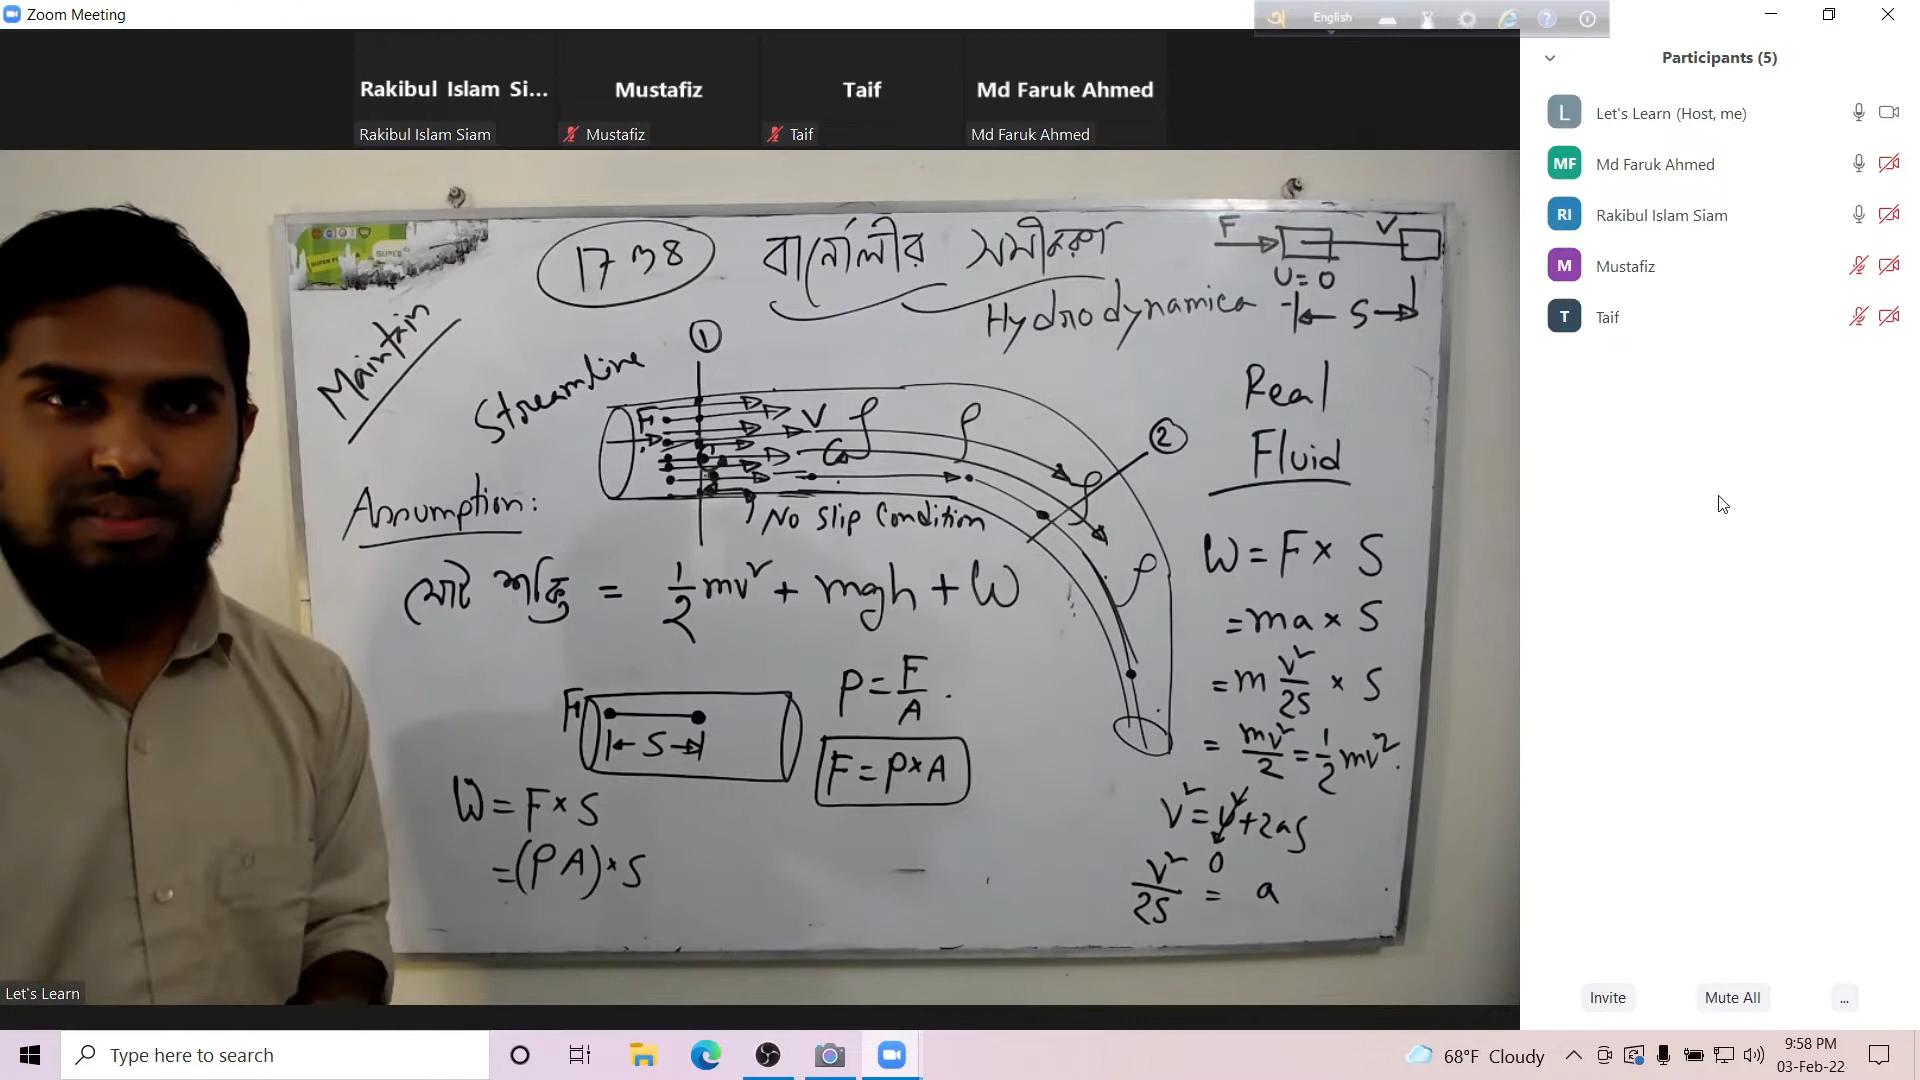 Zoom Meeting
English
Rakibul Islam Si...
Mustafiz
Taif
Md Faruk Ahmed
Rakibul Islam Siam
Mustafiz
Taif
Md Faruk Ahmed
Participants (5)
L Let's Learn (Host, me)
MF Md Faruk Ahmed
RI Rakibul Islam Siam
M Mustafiz
T Taif
1738
বার্নোলীর সমীকরণ
Hydrodynamica
F
V
U=0
S
Maintain
Streamline
1
F
V
ρ
ρ
2
ρ
ρ
Real
Fluid
Assumption:
No slip Condition
মোট শক্তি = ½mv² + mgh + W
W = F × S
= ma × S
= m v²/2S × S
= mv²/2 = ½mv².
V² = u² + 2as
0
v²/2S = a
F
S
P = F/A.
F = P×A
W = F × S
= (PA) × S
Let's Learn
Invite
Mute All
...
Type here to search
68°F Cloudy
9:58 PM
03-Feb-22